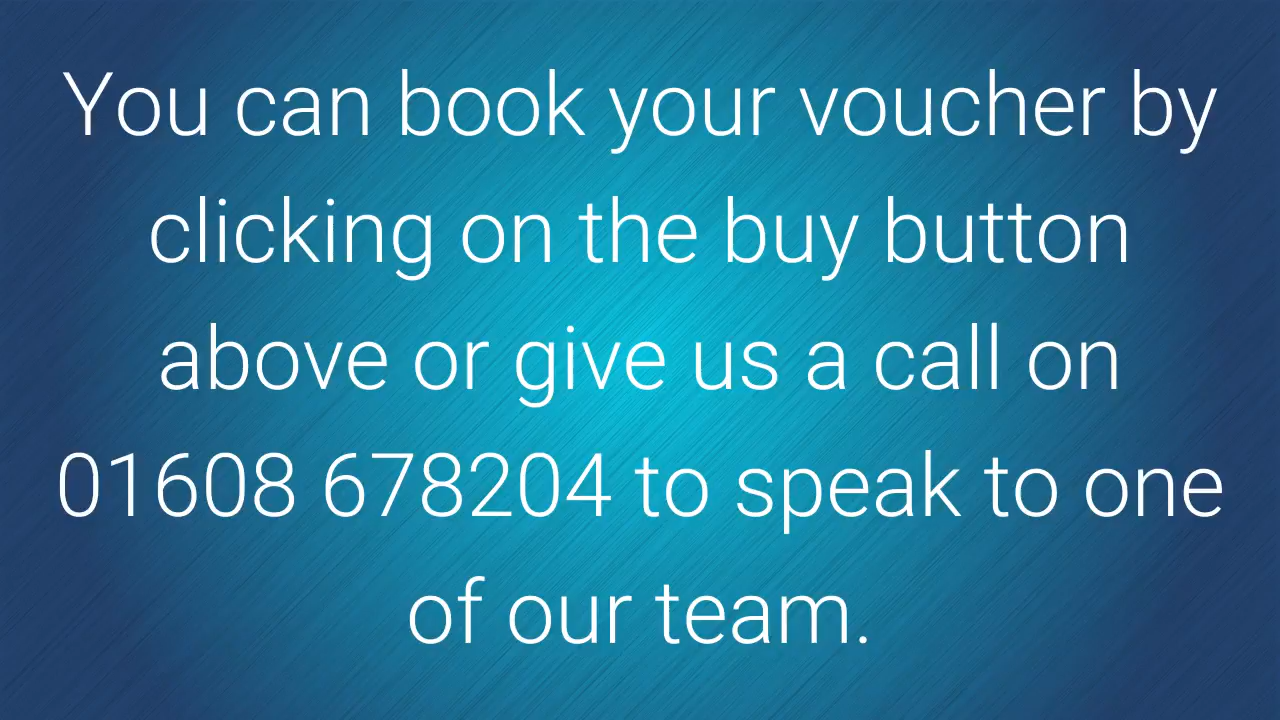 You can book your voucher by
clicking on the buy button
above or give us a call on
01608 678204 to speak to one
of our team.